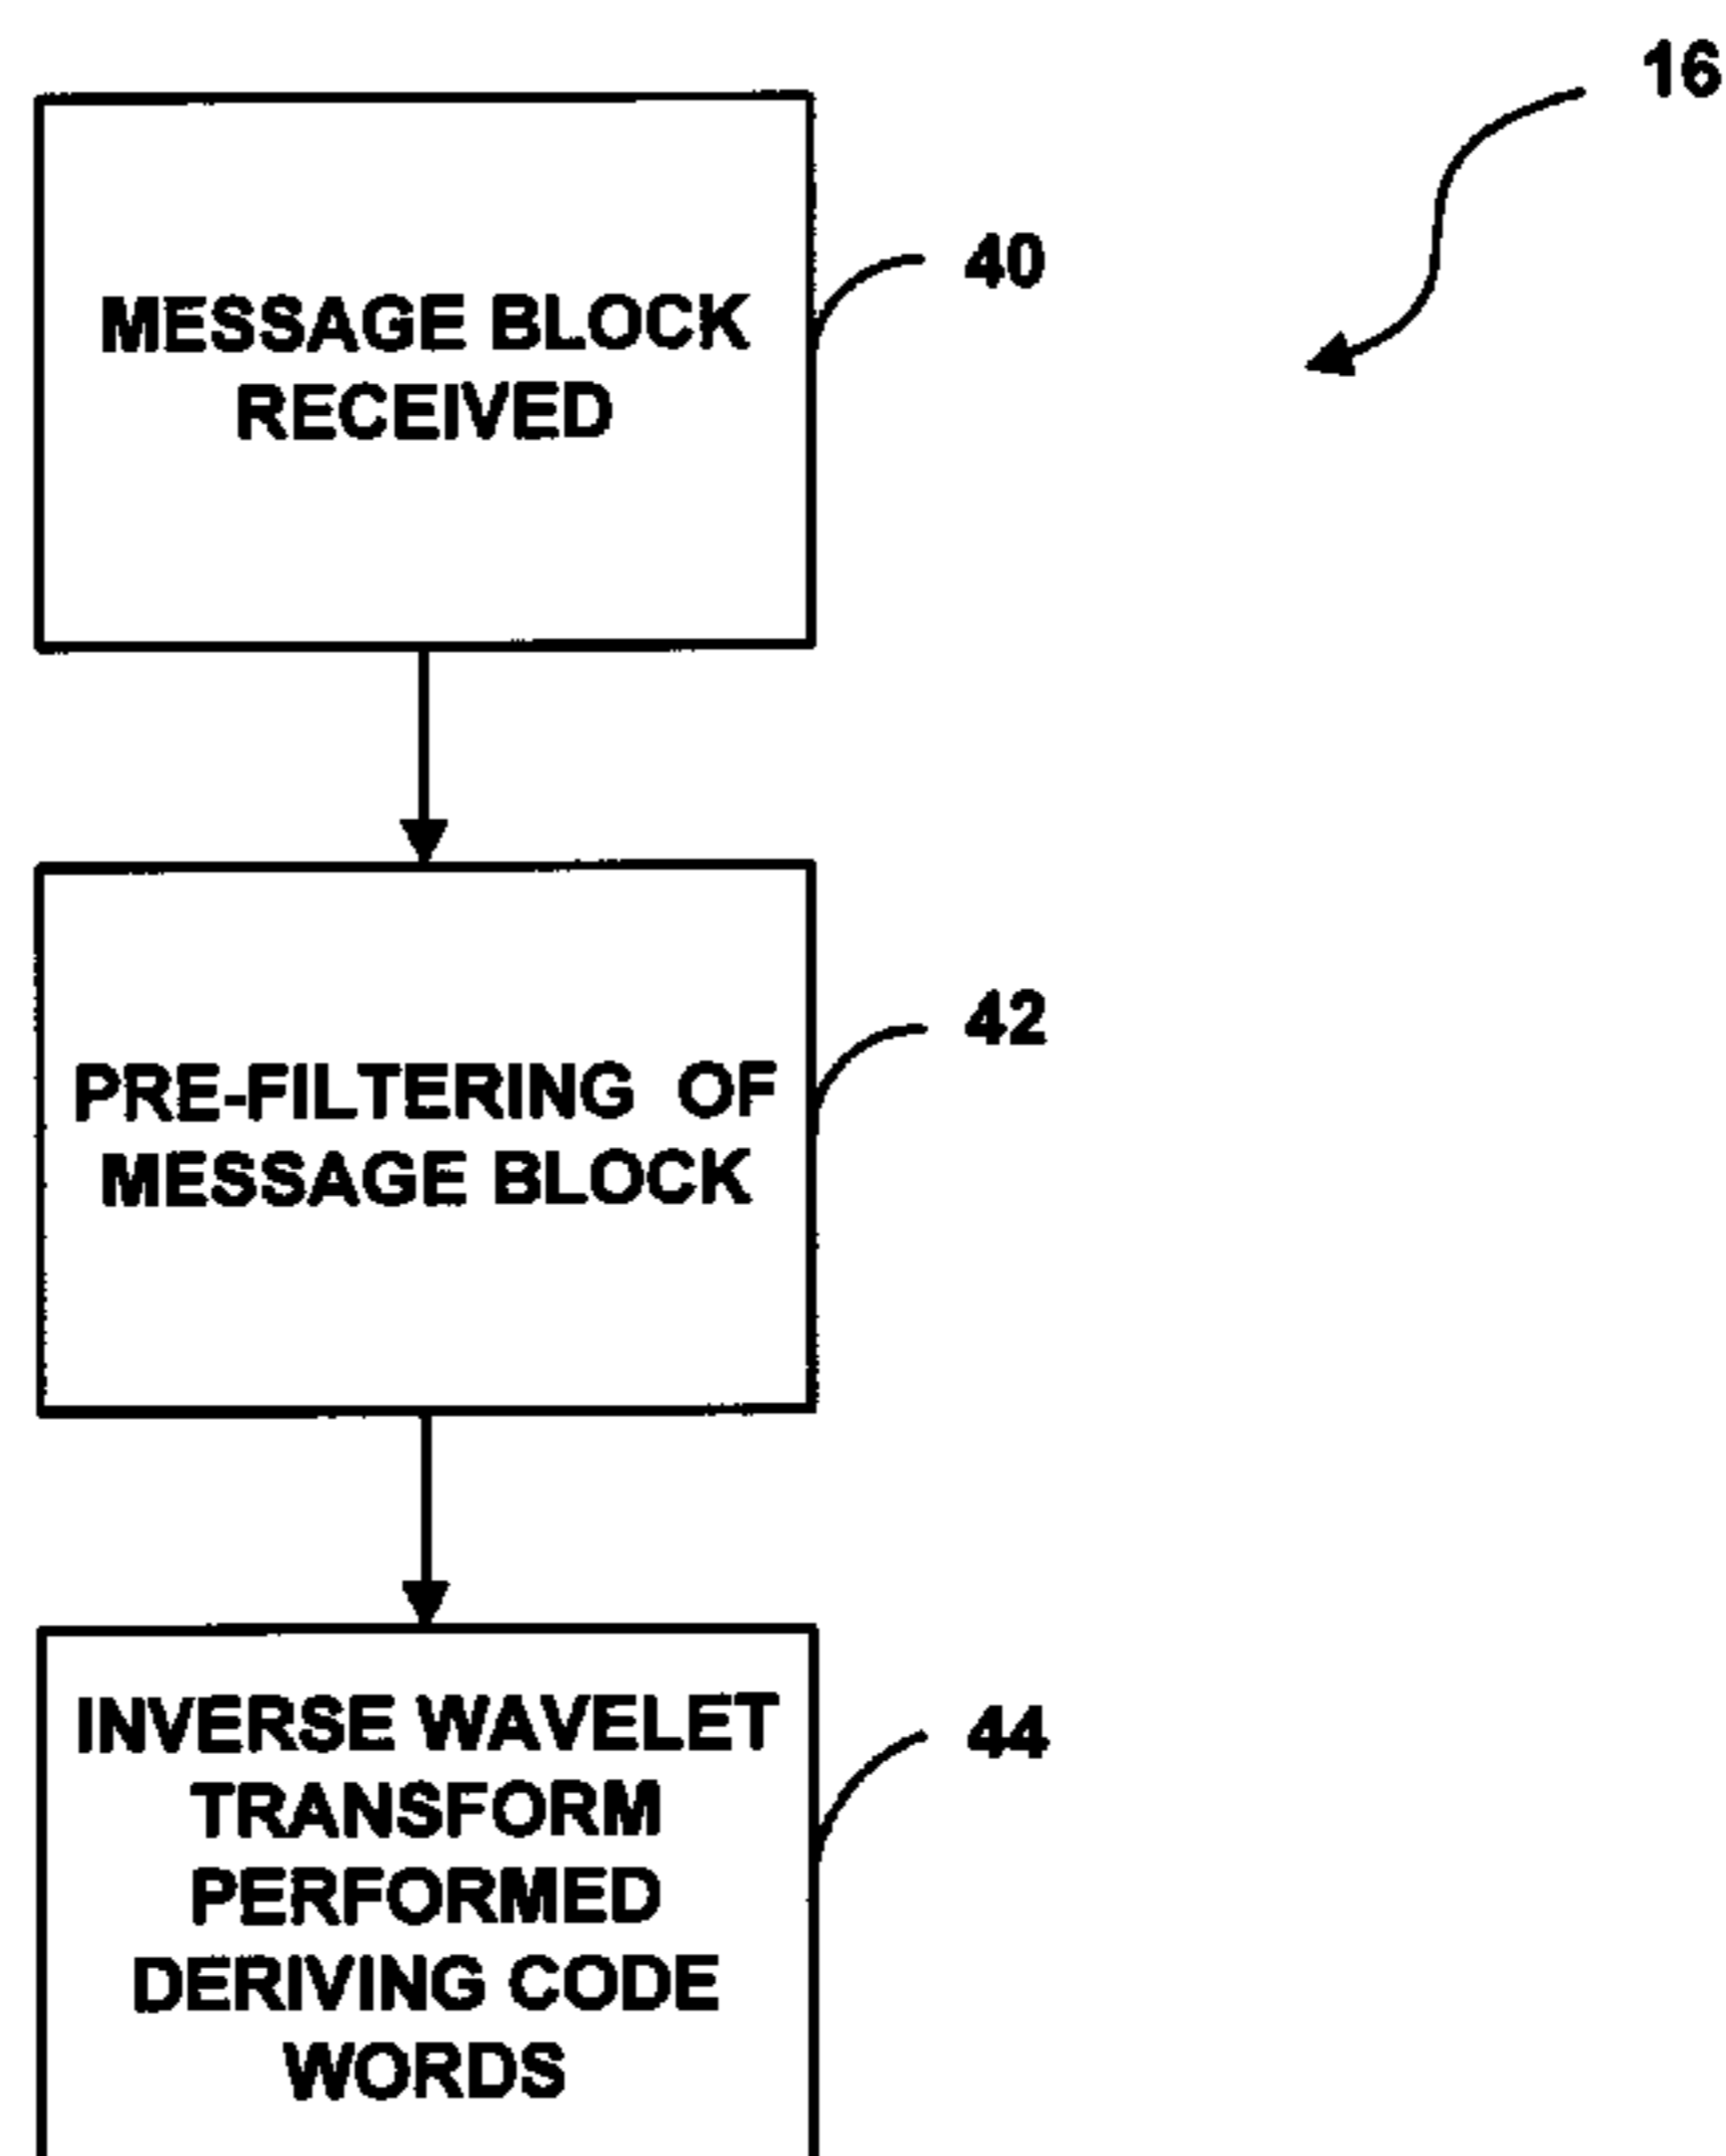 16
40
MESSAGE BLOCK
RECEIVED
42
PRE-FILTERING OF
MESSAGE BLOCK
44
INVERSE WAVELET
TRANSFORM
PERFORMED
DERIVING CODE
WORDS